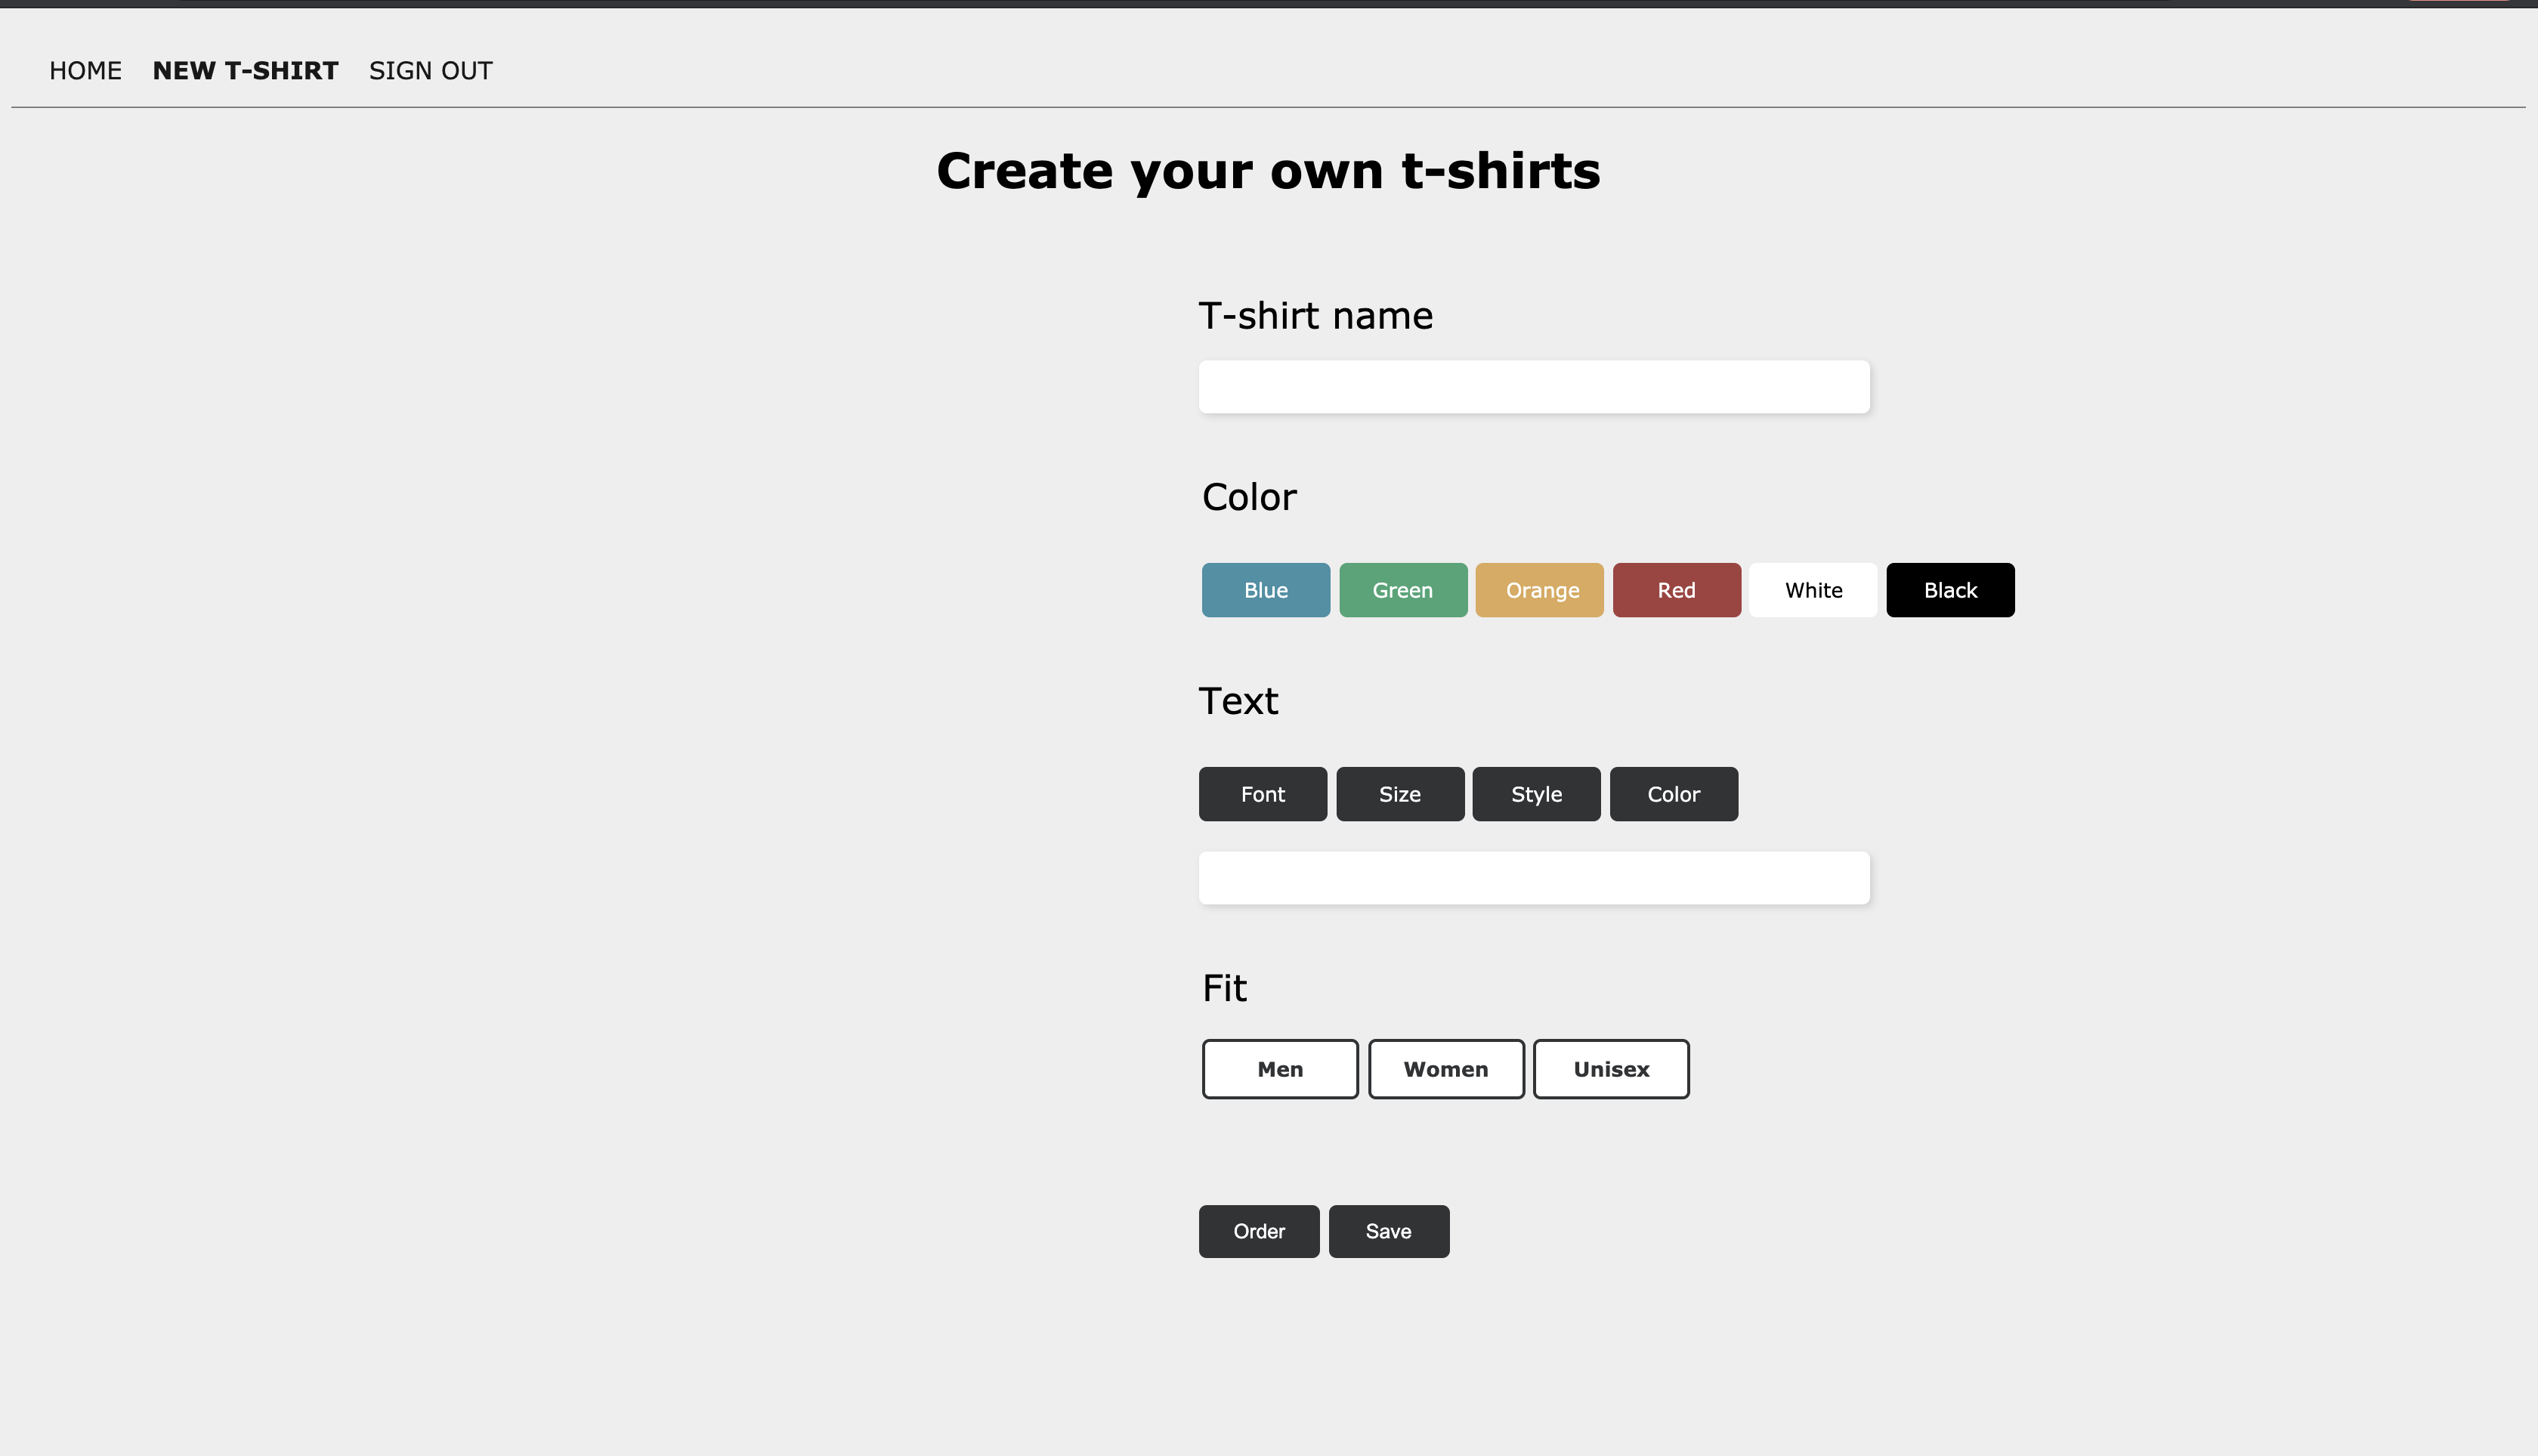 HOME NEW T-SHIRT SIGN OUT
Create your own t-shirts
T-shirt name
Color
Blue Green Orange Red White Black
Text
Font Size Style Color
Fit
Men Women Unisex
Order Save